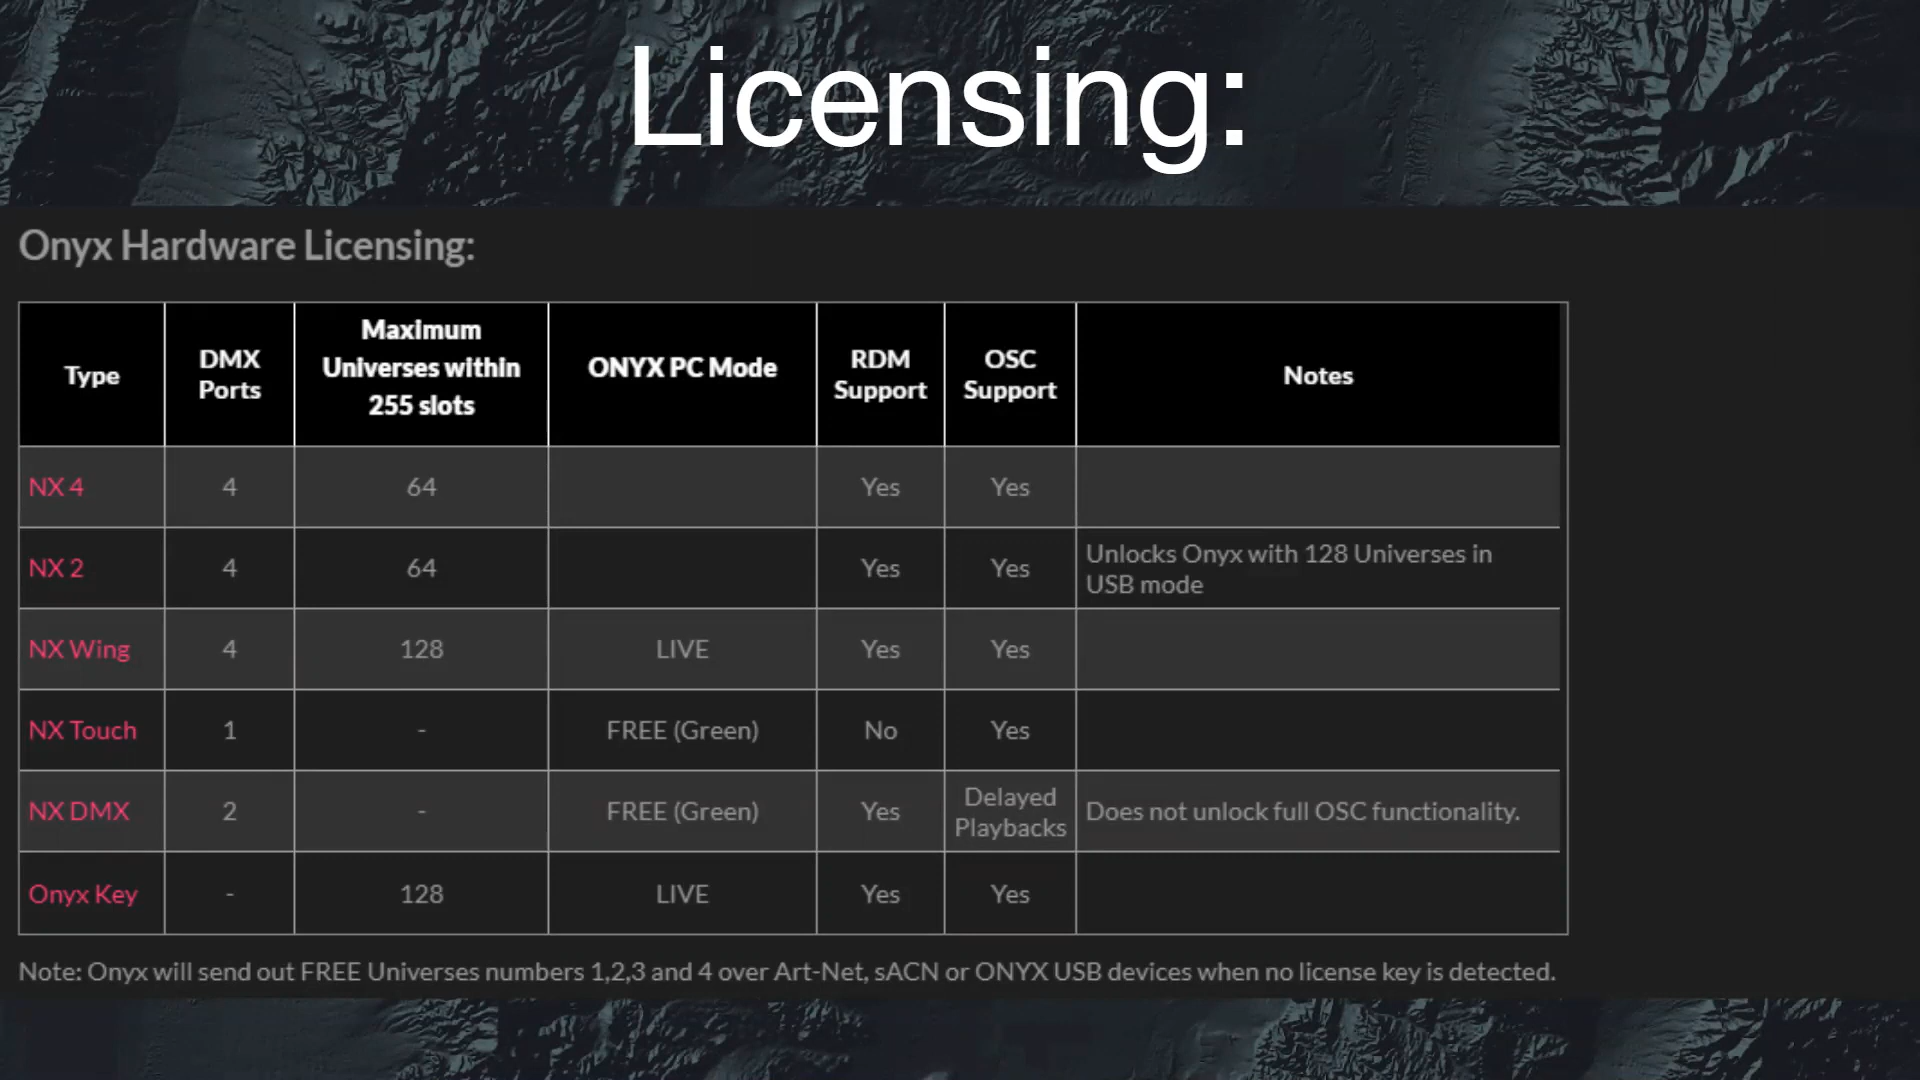 Licensing:
Onyx Hardware Licensing:
Type
DMX
Ports
Maximum
Universes within
255 slots
ONYX PC Mode
RDM
Support
OSC
Support
Notes
NX 4
4
64
Yes
Yes
NX 2
4
64
Yes
Yes
Unlocks Onyx with 128 Universes in
USB mode
NX Wing
4
128
LIVE
Yes
Yes
NX Touch
1
-
FREE (Green)
No
Yes
NX DMX
2
-
FREE (Green)
Yes
Delayed
Playbacks
Does not unlock full OSC functionality.
Onyx Key
-
128
LIVE
Yes
Yes
Note: Onyx will send out FREE Universes numbers 1,2,3 and 4 over Art-Net, sACN or ONYX USB devices when no license key is detected.